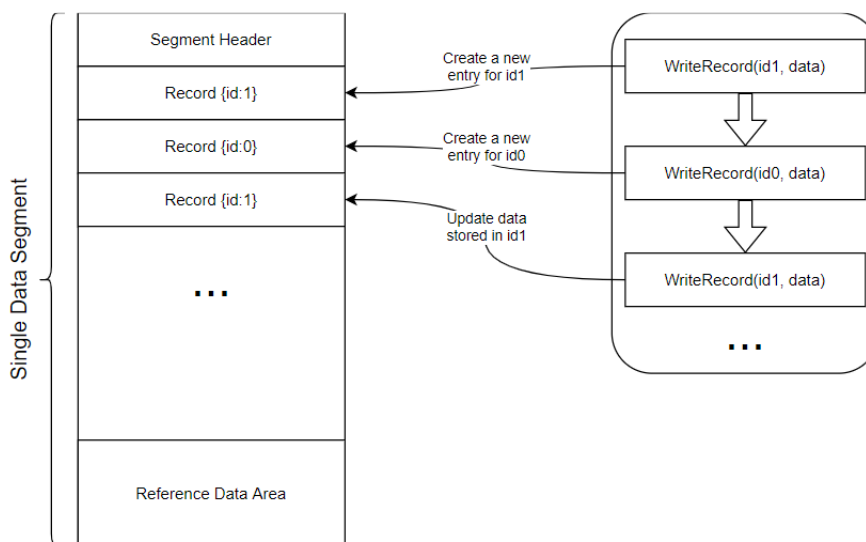 Segment Header
Record {id:1}
Record {id:0}
Record {id:1}
...
Reference Data Area
Single Data Segment
Create a new
entry for id1
Create a new
entry for id0
Update data
stored in id1
WriteRecord(id1, data)
WriteRecord(id0, data)
WriteRecord(id1, data)
...